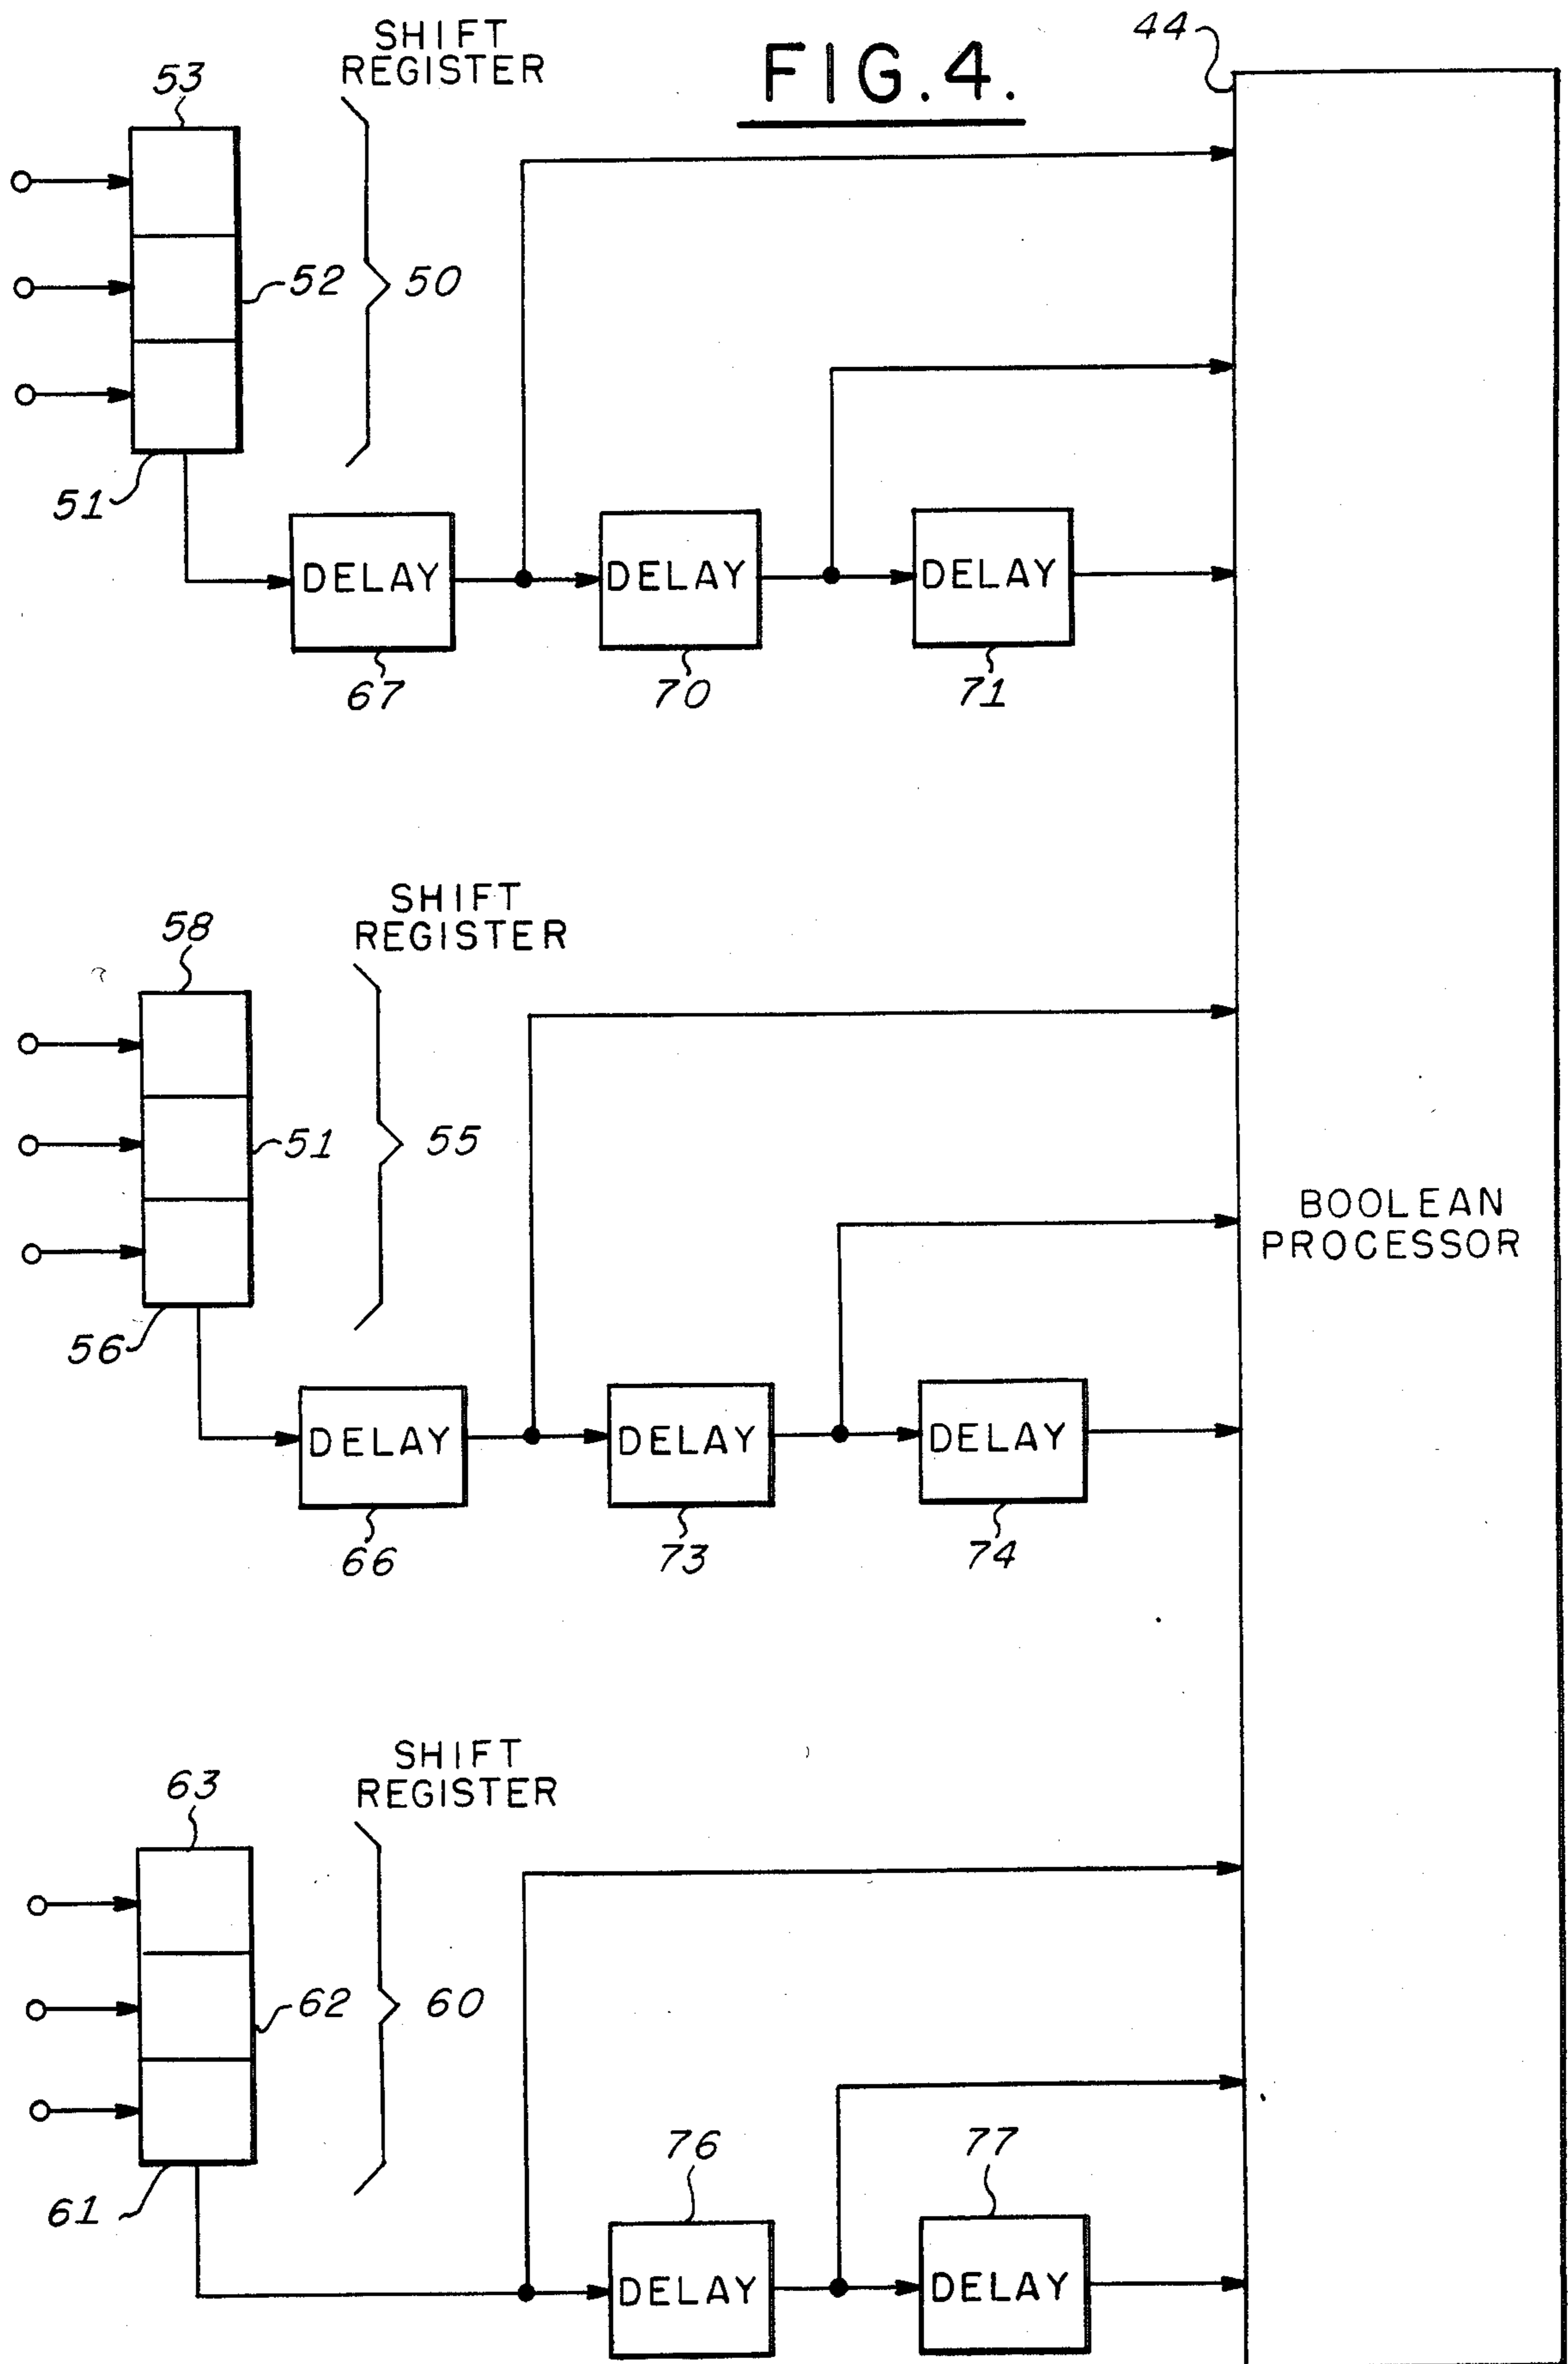 FIG.4.
44
SHIFT
REGISTER
53
52
50
51
DELAY
DELAY
DELAY
67
70
71
SHIFT
REGISTER
58
51
55
BOOLEAN
PROCESSOR
56
DELAY
DELAY
DELAY
66
73
74
SHIFT
REGISTER
63
62
60
61
76
77
DELAY
DELAY